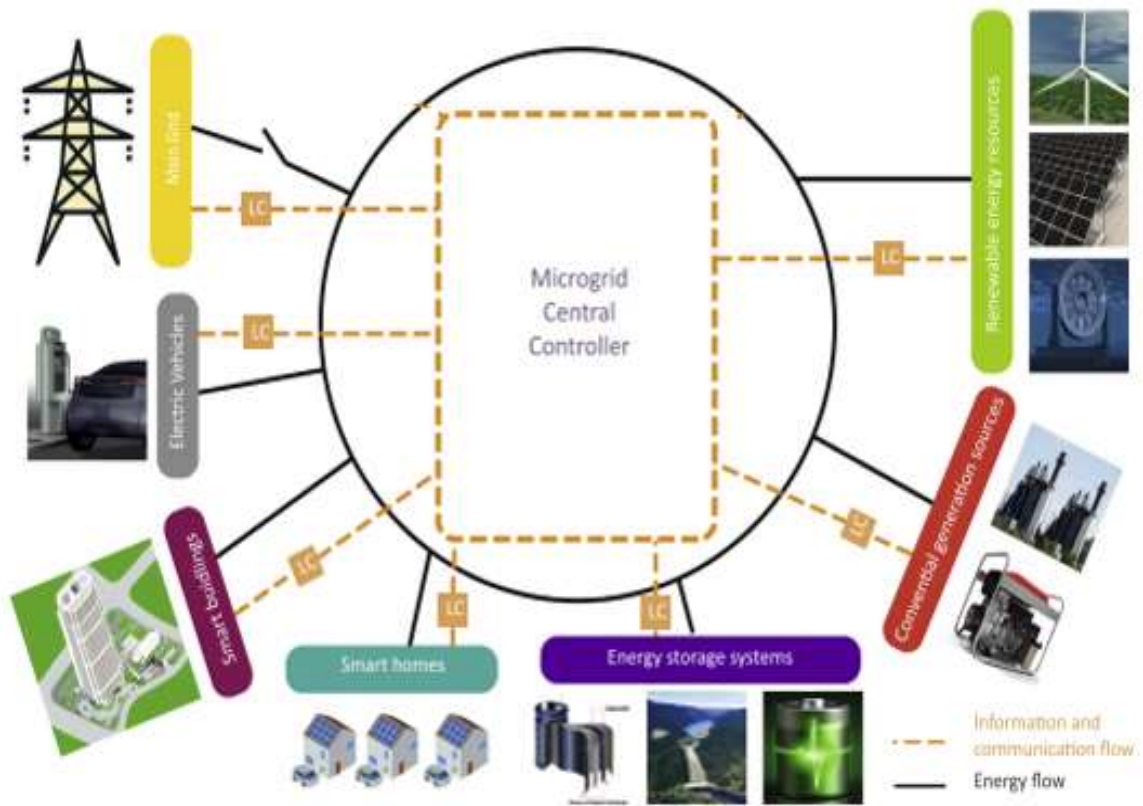 Main Grid
LC
Electric Vehicles
LC
Smart buildings
LC
Smart homes
LC
Energy storage systems
LC
Convential generation sources
LC
Renewable energy resources
LC
Microgrid
Central
Controller
Information and
communication flow
Energy flow